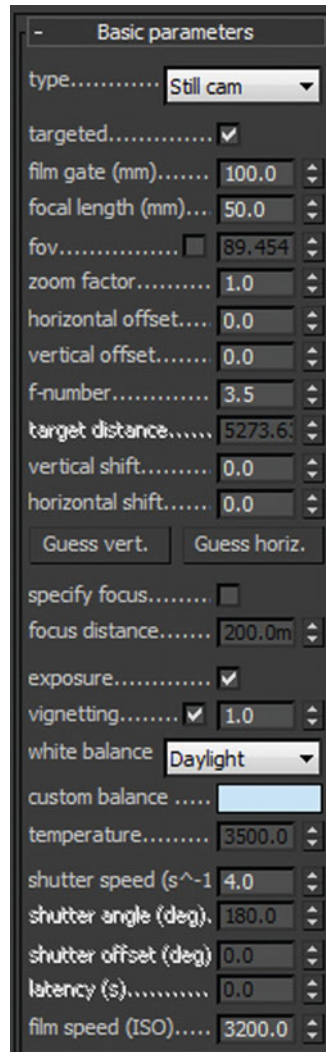 - Basic parameters
type............ Still cam
targeted..............
film gate (mm)....... 100.0
focal length (mm).... 50.0
fov................ 89.454
zoom factor.......... 1.0
horizontal offset..... 0.0
vertical offset....... 0.0
f-number............. 3.5
target distance...... 5273.6
vertical shift......... 0.0
horizontal shift...... 0.0
Guess vert. Guess horiz.
specify focus........
focus distance....... 200.0m
exposure.............
vignetting........ 1.0
white balance Daylight
custom balance .....
temperature......... 3500.0
shutter speed (s^-1 4.0
shutter angle (deg). 180.0
shutter offset (deg) 0.0
latency (s)........... 0.0
film speed (ISO)..... 3200.0